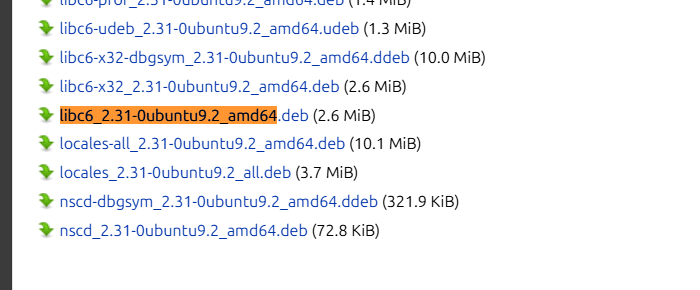 libc6-prof_2.31-0ubuntu9.2_amd64.deb (1.4 MiB)
libc6-udeb_2.31-0ubuntu9.2_amd64.udeb (1.3 MiB)
libc6-x32-dbgsym_2.31-0ubuntu9.2_amd64.ddeb (10.0 MiB)
libc6-x32_2.31-0ubuntu9.2_amd64.deb (2.6 MiB)
libc6_2.31-0ubuntu9.2_amd64.deb (2.6 MiB)
locales-all_2.31-0ubuntu9.2_amd64.deb (10.1 MiB)
locales_2.31-0ubuntu9.2_all.deb (3.7 MiB)
nscd-dbgsym_2.31-0ubuntu9.2_amd64.ddeb (321.9 KiB)
nscd_2.31-0ubuntu9.2_amd64.deb (72.8 KiB)